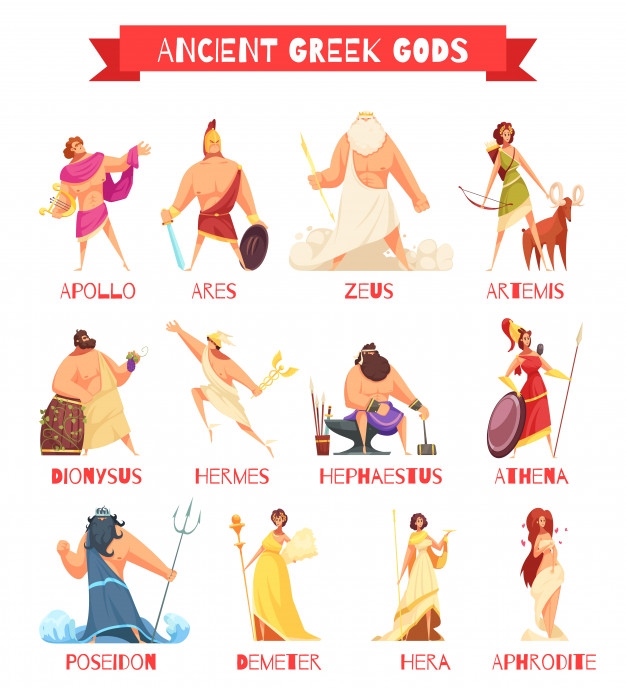 ANCIENT GREEK GODS
APOLLO ARES ZEUS ARTEMIS
DIONYSUS HERMES HEPHAESTUS ATHENA
POSEIDON DEMETER HERA APHRODITE